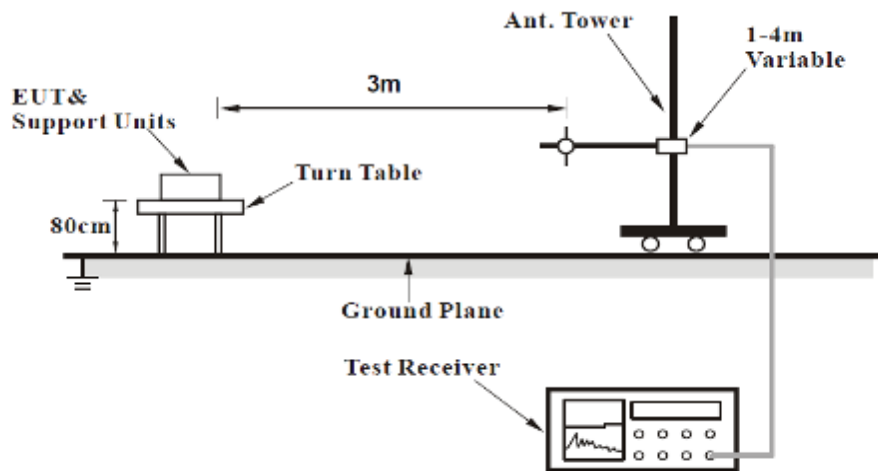 Ant. Tower
1-4m
Variable
3m
EUT&
Support Units
Turn Table
80cm
Ground Plane
Test Receiver